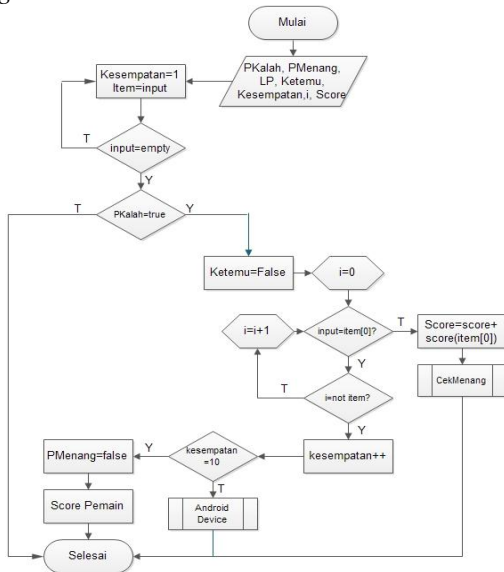 Mulai
PKalah, PMenang,
LP, Ketemu,
Kesempatan,i, Score
Kesempatan=1
Item=input
input=empty
T
Y
PKalah=true
T
Y
Ketemu=False
i=0
i=i+1
input=item[0]?
T
Score=score+
score(item[0])
Y
CekMenang
i=not item?
T
Y
kesempatan++
kesempatan
=10
Y
PMenang=false
T
Score Pemain
Android
Device
Selesai